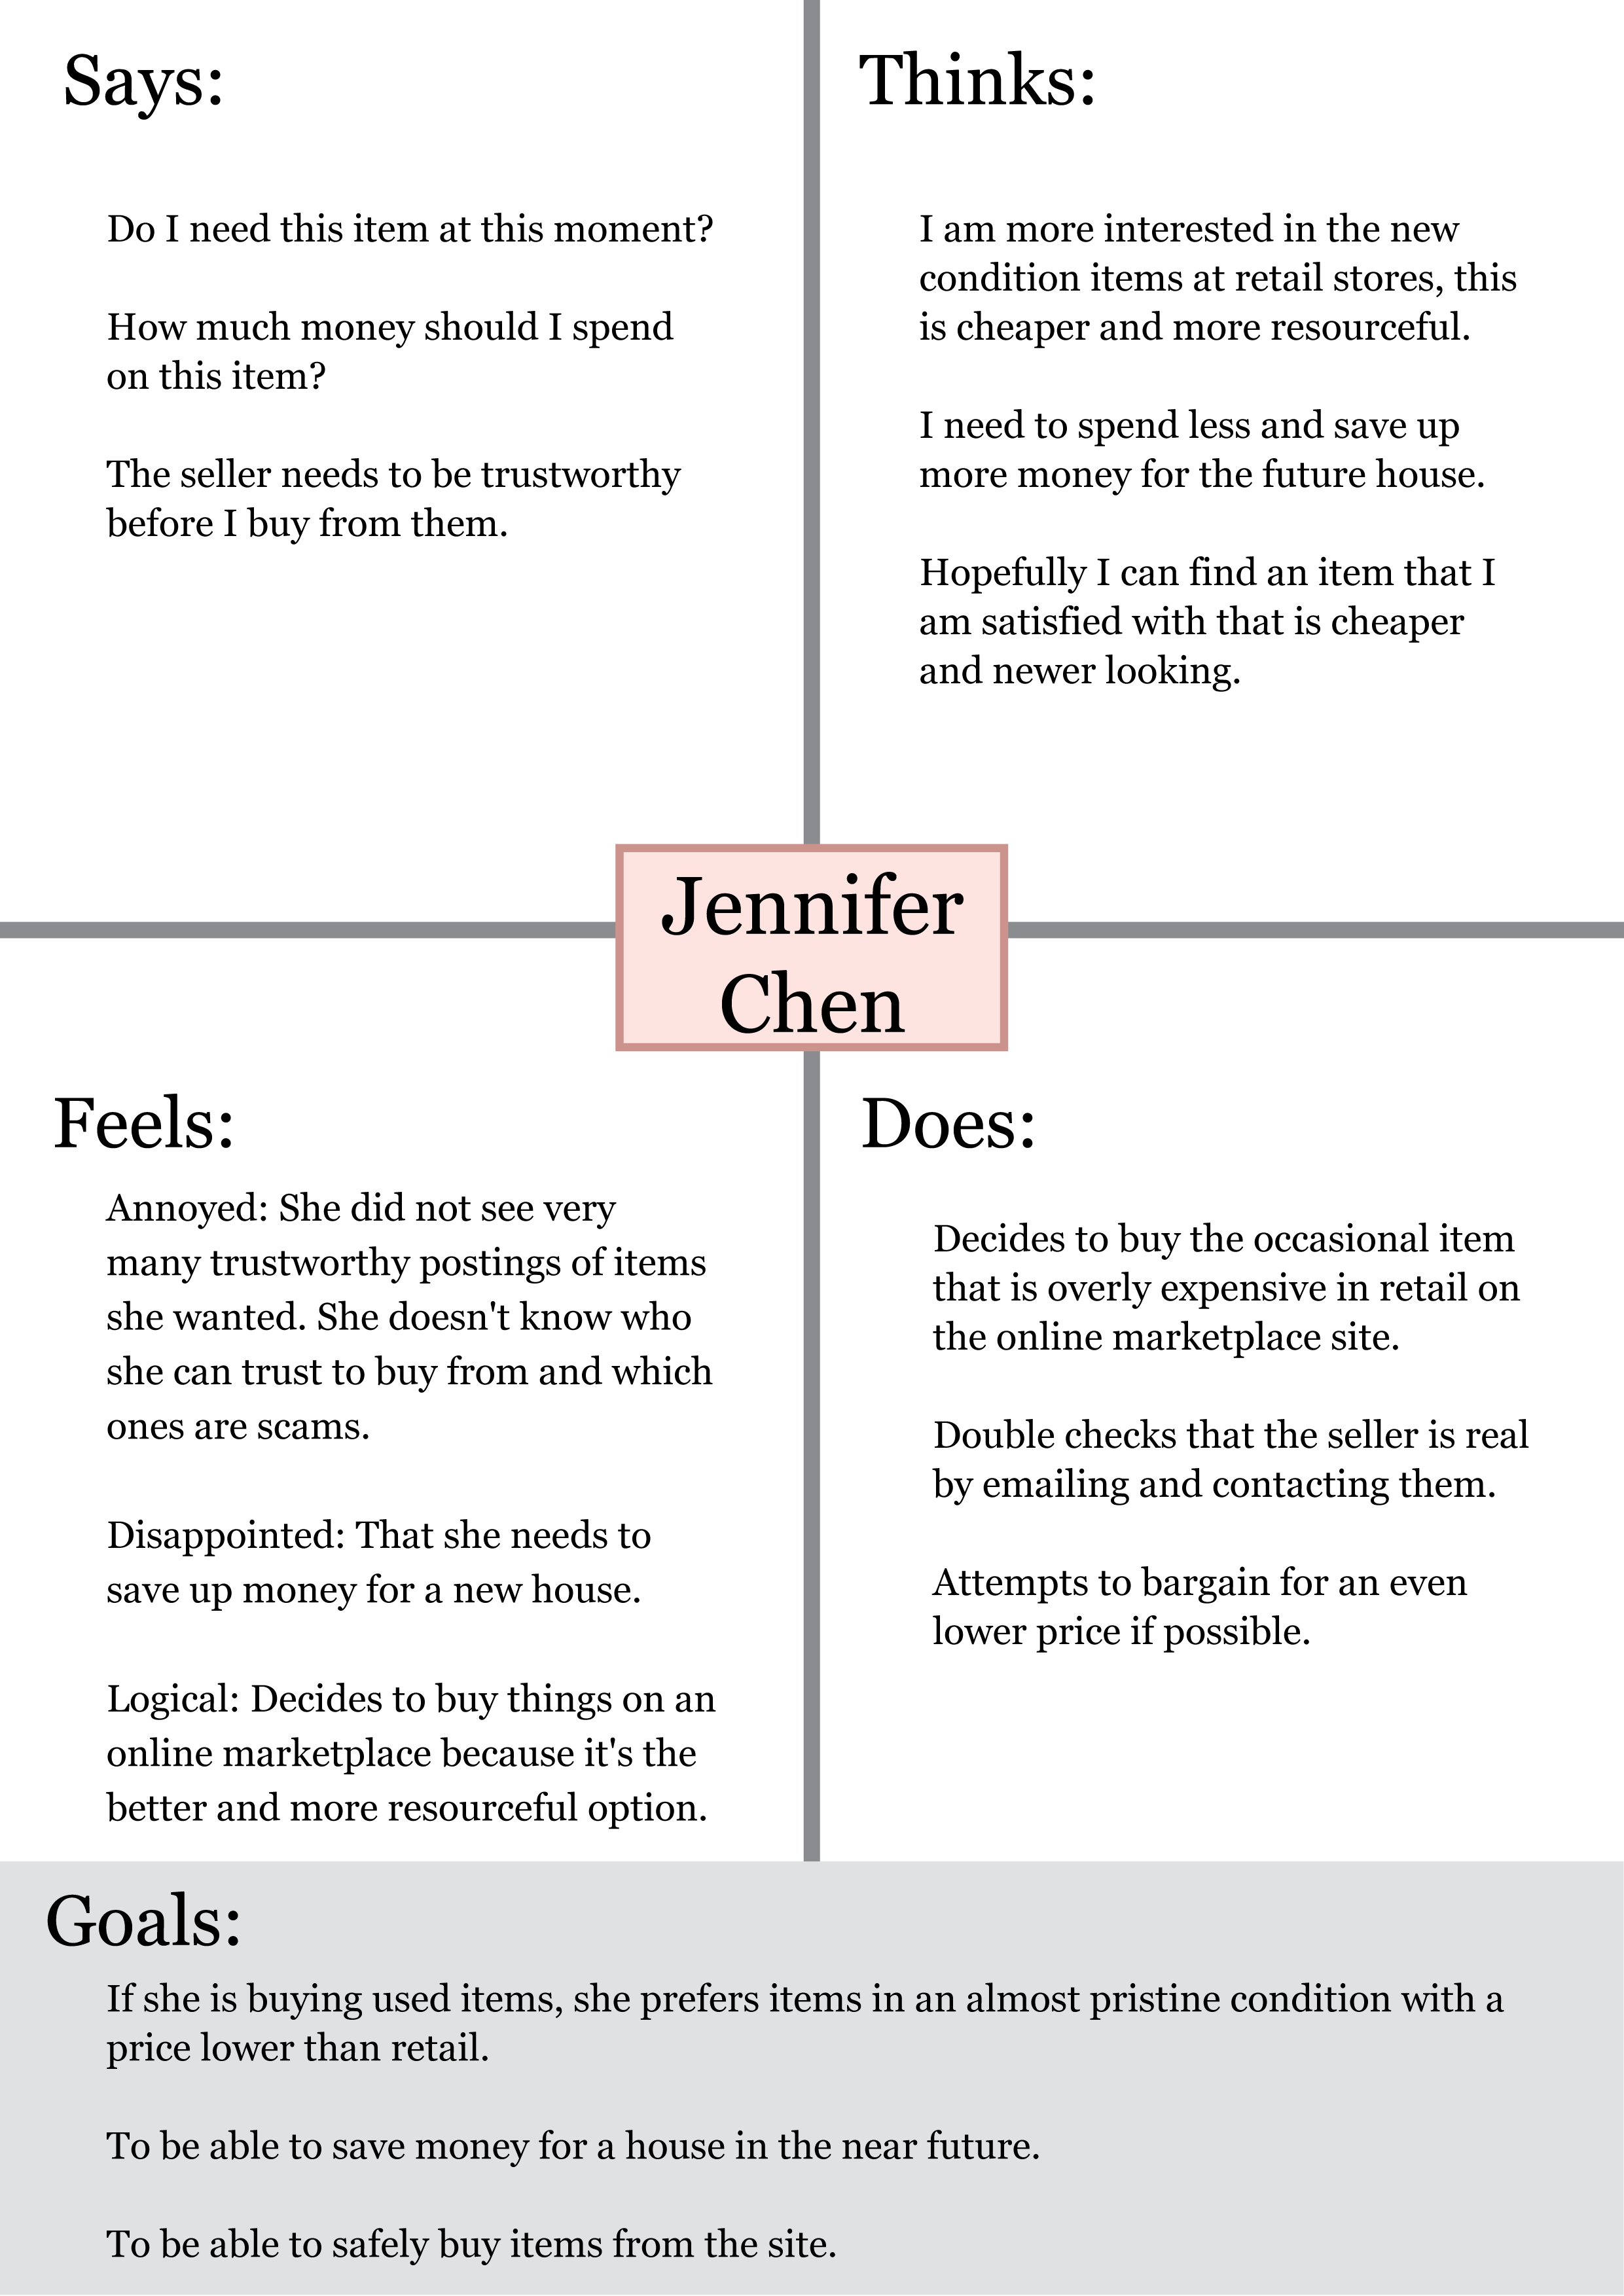 Says:
Do I need this item at this moment?
How much money should I spend
on this item?
The seller needs to be trustworthy
before I buy from them.
Thinks:
I am more interested in the new
condition items at retail stores, this
is cheaper and more resourceful.
I need to spend less and save up
more money for the future house.
Hopefully I can find an item that I
am satisfied with that is cheaper
and newer looking.
Jennifer
Chen
Feels:
Annoyed: She did not see very
many trustworthy postings of items
she wanted. She doesn't know who
she can trust to buy from and which
ones are scams.
Disappointed: That she needs to
save up money for a new house.
Logical: Decides to buy things on an
online marketplace because it's the
better and more resourceful option.
Does:
Decides to buy the occasional item
that is overly expensive in retail on
the online marketplace site.
Double checks that the seller is real
by emailing and contacting them.
Attempts to bargain for an even
lower price if possible.
Goals:
If she is buying used items, she prefers items in an almost pristine condition with a
price lower than retail.
To be able to save money for a house in the near future.
To be able to safely buy items from the site.